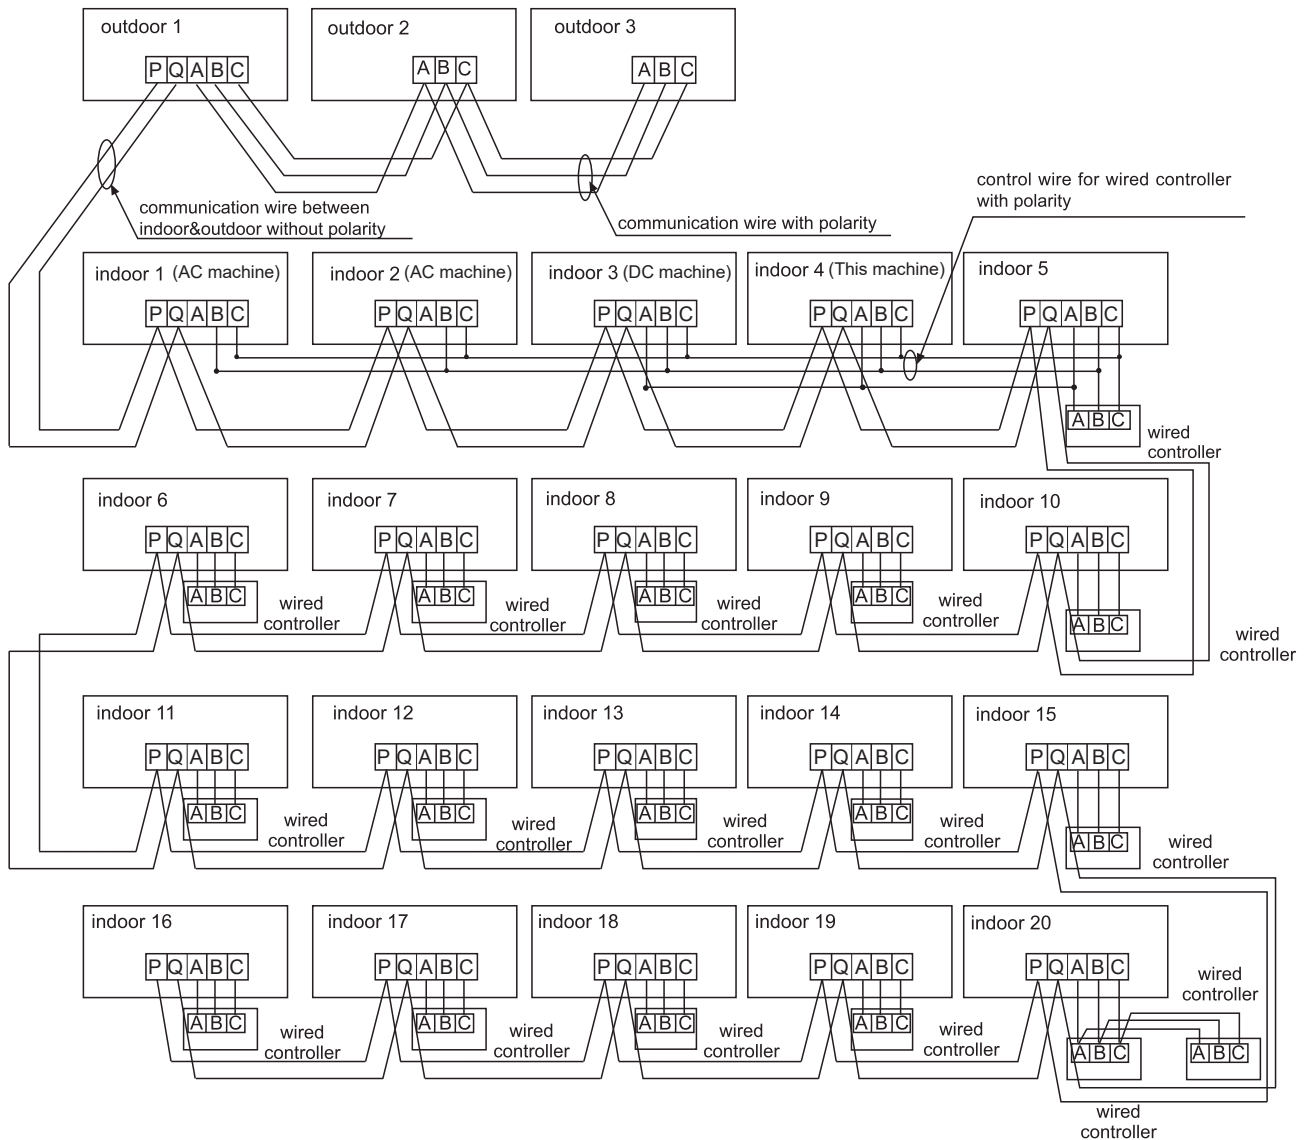 outdoor 1
outdoor 2
outdoor 3
P Q A B C
A B C
A B C
communication wire between
indoor&outdoor without polarity
communication wire with polarity
control wire for wired controller
with polarity
indoor 1 (AC machine)
indoor 2 (AC machine)
indoor 3 (DC machine)
indoor 4 (This machine)
indoor 5
P Q A B C
P Q A B C
P Q A B C
P Q A B C
P Q A B C
A B C
wired
controller
indoor 6
indoor 7
indoor 8
indoor 9
indoor 10
P Q A B C
P Q A B C
P Q A B C
P Q A B C
P Q A B C
A B C
wired
controller
A B C
wired
controller
A B C
wired
controller
A B C
wired
controller
A B C
wired
controller
indoor 11
indoor 12
indoor 13
indoor 14
indoor 15
P Q A B C
P Q A B C
P Q A B C
P Q A B C
P Q A B C
A B C
wired
controller
A B C
wired
controller
A B C
wired
controller
A B C
wired
controller
A B C
wired
controller
indoor 16
indoor 17
indoor 18
indoor 19
indoor 20
P Q A B C
P Q A B C
P Q A B C
P Q A B C
P Q A B C
A B C
wired
controller
A B C
wired
controller
A B C
wired
controller
A B C
wired
controller
A B C
wired
controller
A B C
wired
controller